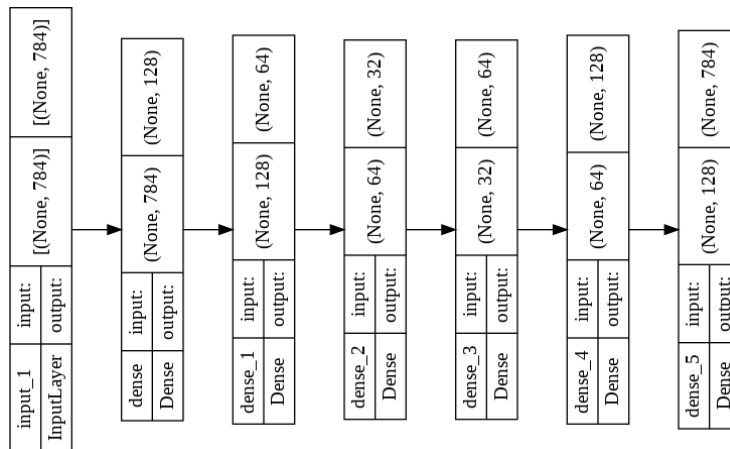 input_1 input:
[(None, 784)] [(None, 784)]
InputLayer output:
dense input:
(None, 784) (None, 128)
Dense output:
dense_1 input:
(None, 128) (None, 64)
Dense output:
dense_2 input:
(None, 64) (None, 32)
Dense output:
dense_3 input:
(None, 32) (None, 64)
Dense output:
dense_4 input:
(None, 64) (None, 128)
Dense output:
dense_5 input:
(None, 128) (None, 784)
Dense output: